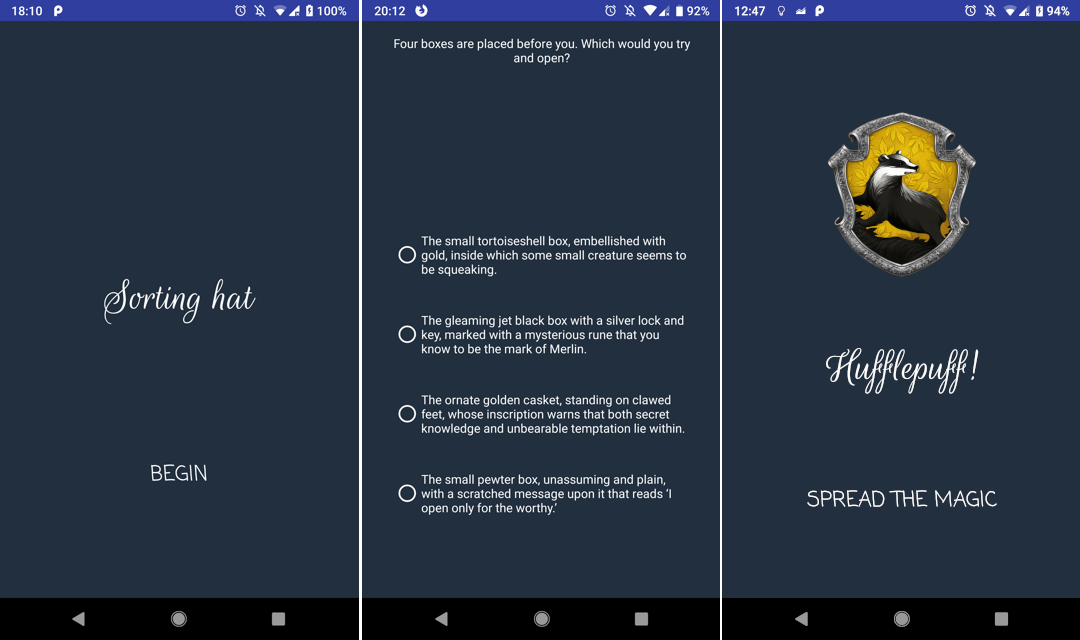 18:10
100%
Sorting hat
BEGIN
20:12
92%
Four boxes are placed before you. Which would you try
and open?
The small tortoiseshell box, embellished with
gold, inside which some small creature seems to
be squeaking.
The gleaming jet black box with a silver lock and
key, marked with a mysterious rune that you
know to be the mark of Merlin.
The ornate golden casket, standing on clawed
feet, whose inscription warns that both secret
knowledge and unbearable temptation lie within.
The small pewter box, unassuming and plain,
with a scratched message upon it that reads ‘I
open only for the worthy.’
12:47
94%
Hufflepuff!
SPREAD THE MAGIC